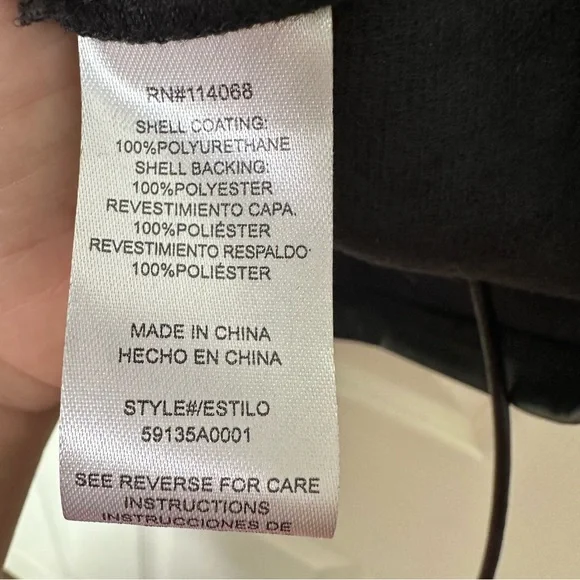 RN#114068
SHELL COATING:
100%POLYURETHANE
SHELL BACKING:
100%POLYESTER
REVESTIMIENTO CAPA.
100%POLIÉSTER
REVESTIMIENTO RESPALDO:
100%POLIÉSTER
MADE IN CHINA
HECHO EN CHINA
STYLE#/ESTILO
59135A0001
SEE REVERSE FOR CARE
INSTRUCTIONS
INSTRUCCIONES DE